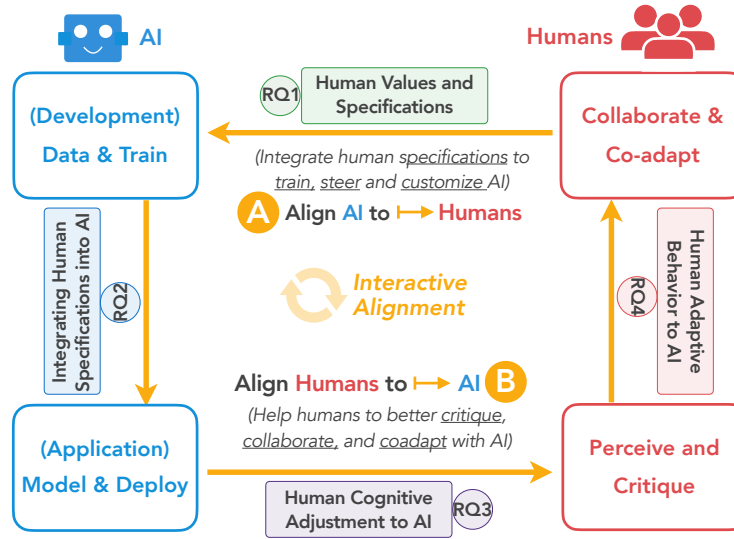 AI
Humans
(Development)
Data & Train
RQ1
Human Values and
Specifications
Collaborate &
Co-adapt
(Integrate human specifications to
train, steer and customize AI)
A Align AI to Humans
Integrating Human
Specifications into AI
RQ2
Interactive
Alignment
RQ4
Human Adaptive
Behavior to AI
Align Humans to AI B
(Help humans to better critique,
collaborate, and coadapt with AI)
(Application)
Model & Deploy
Perceive and
Critique
Human Cognitive
Adjustment to AI
RQ3